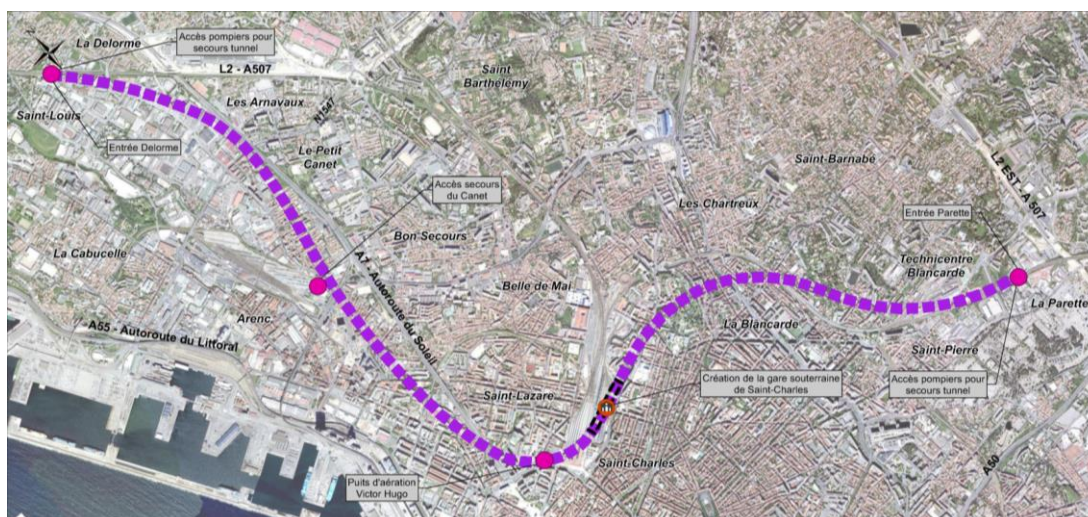 N
La Delorme
Accès pompiers pour
secours tunnel
L2 - A507
Saint
Barthélemy
Les Arnavaux
N1547
Saint-Louis
Entrée Delorme
Le Petit
Canet
Saint-Barnabé
L2 EST - A 507
Accès secours
du Canet
Les Chartreux
Entrée Parette
Bon Secours
La Cabucelle
A7 - Autoroute du Soleil
Technicentre
Blancarde
Belle de Mai
La Parette
Arenc
A55 - Autoroute du Littoral
La Blancarde
Saint-Pierre
Création de la gare souterraine
de Saint-Charles
Accès pompiers pour
secours tunnel
Saint-Lazare
Saint-Charles
A50
Puits d'aération
Victor Hugo